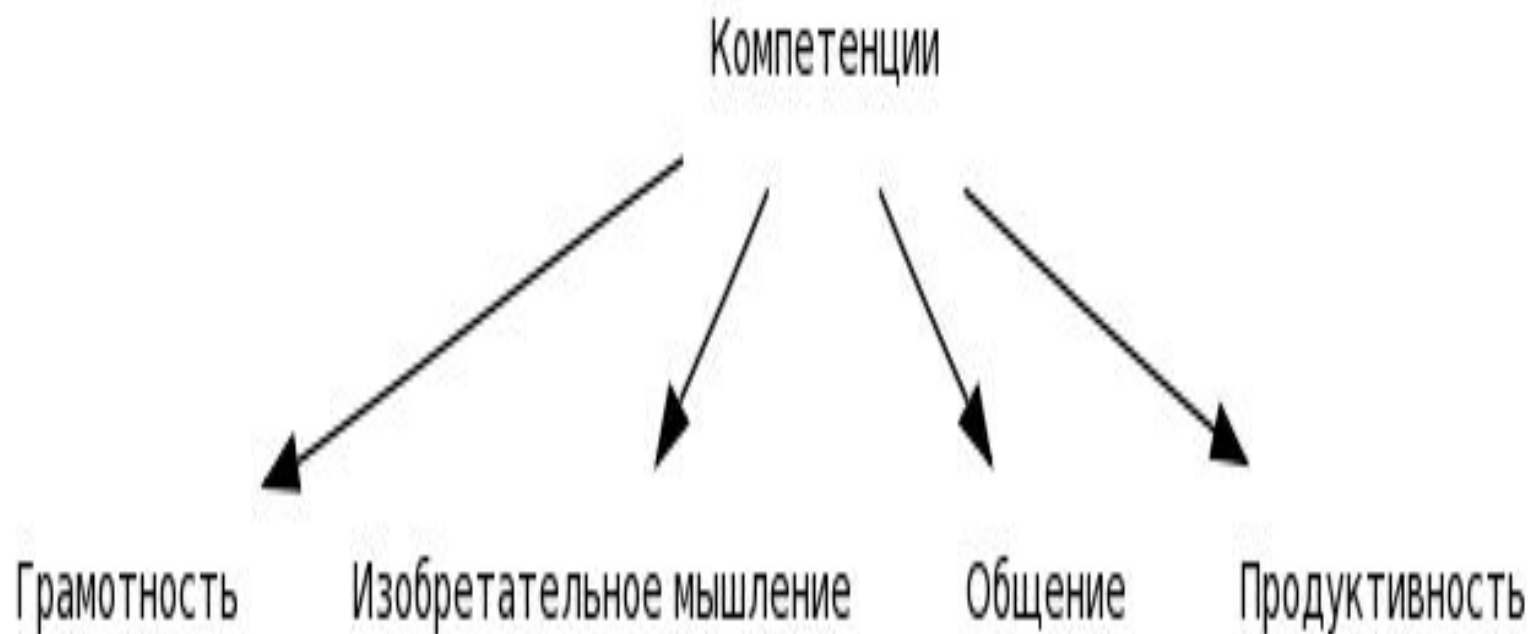 Компетенции
Грамотность Изобретательное мышление Общение Продуктивность